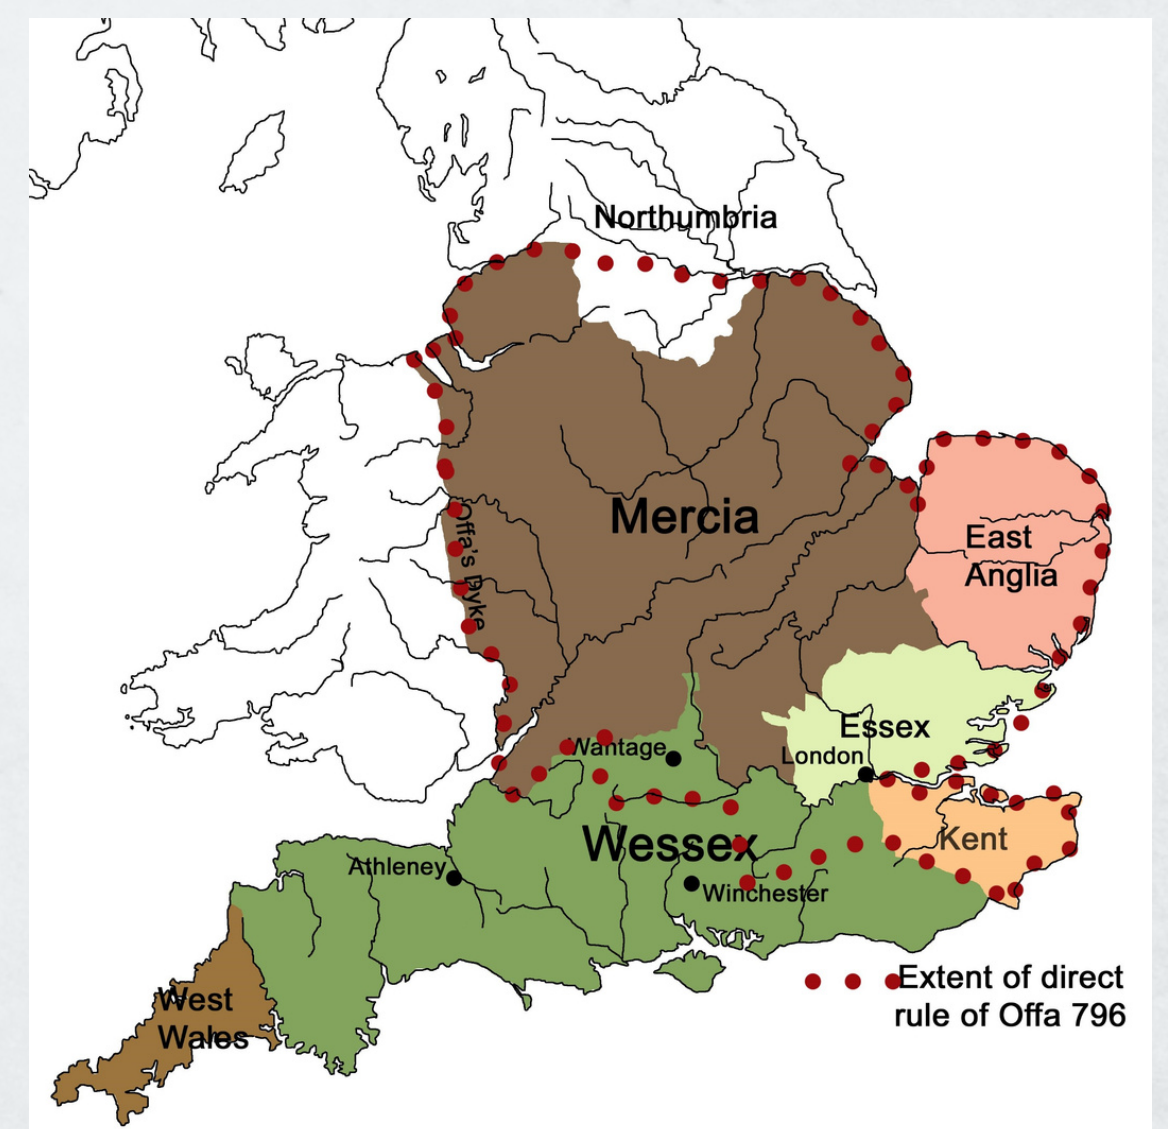 Northumbria
Mercia
Offa's Dyke
East
Anglia
Essex
Wantage
London
Wessex
Kent
Athleney
Winchester
Extent of direct
rule of Offa 796
West
Wales